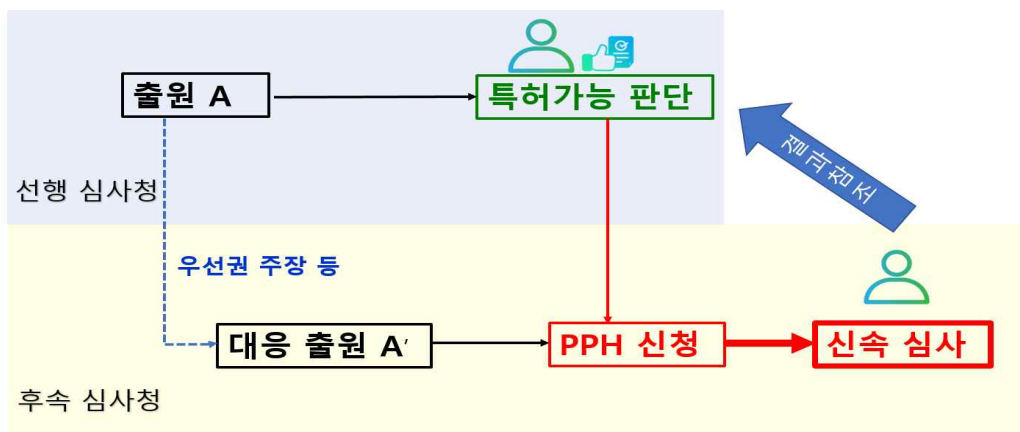 출원 A
특허가능 판단
결과참조
선행 심사청
우선권 주장 등
대응 출원 A′
PPH 신청
신속 심사
후속 심사청